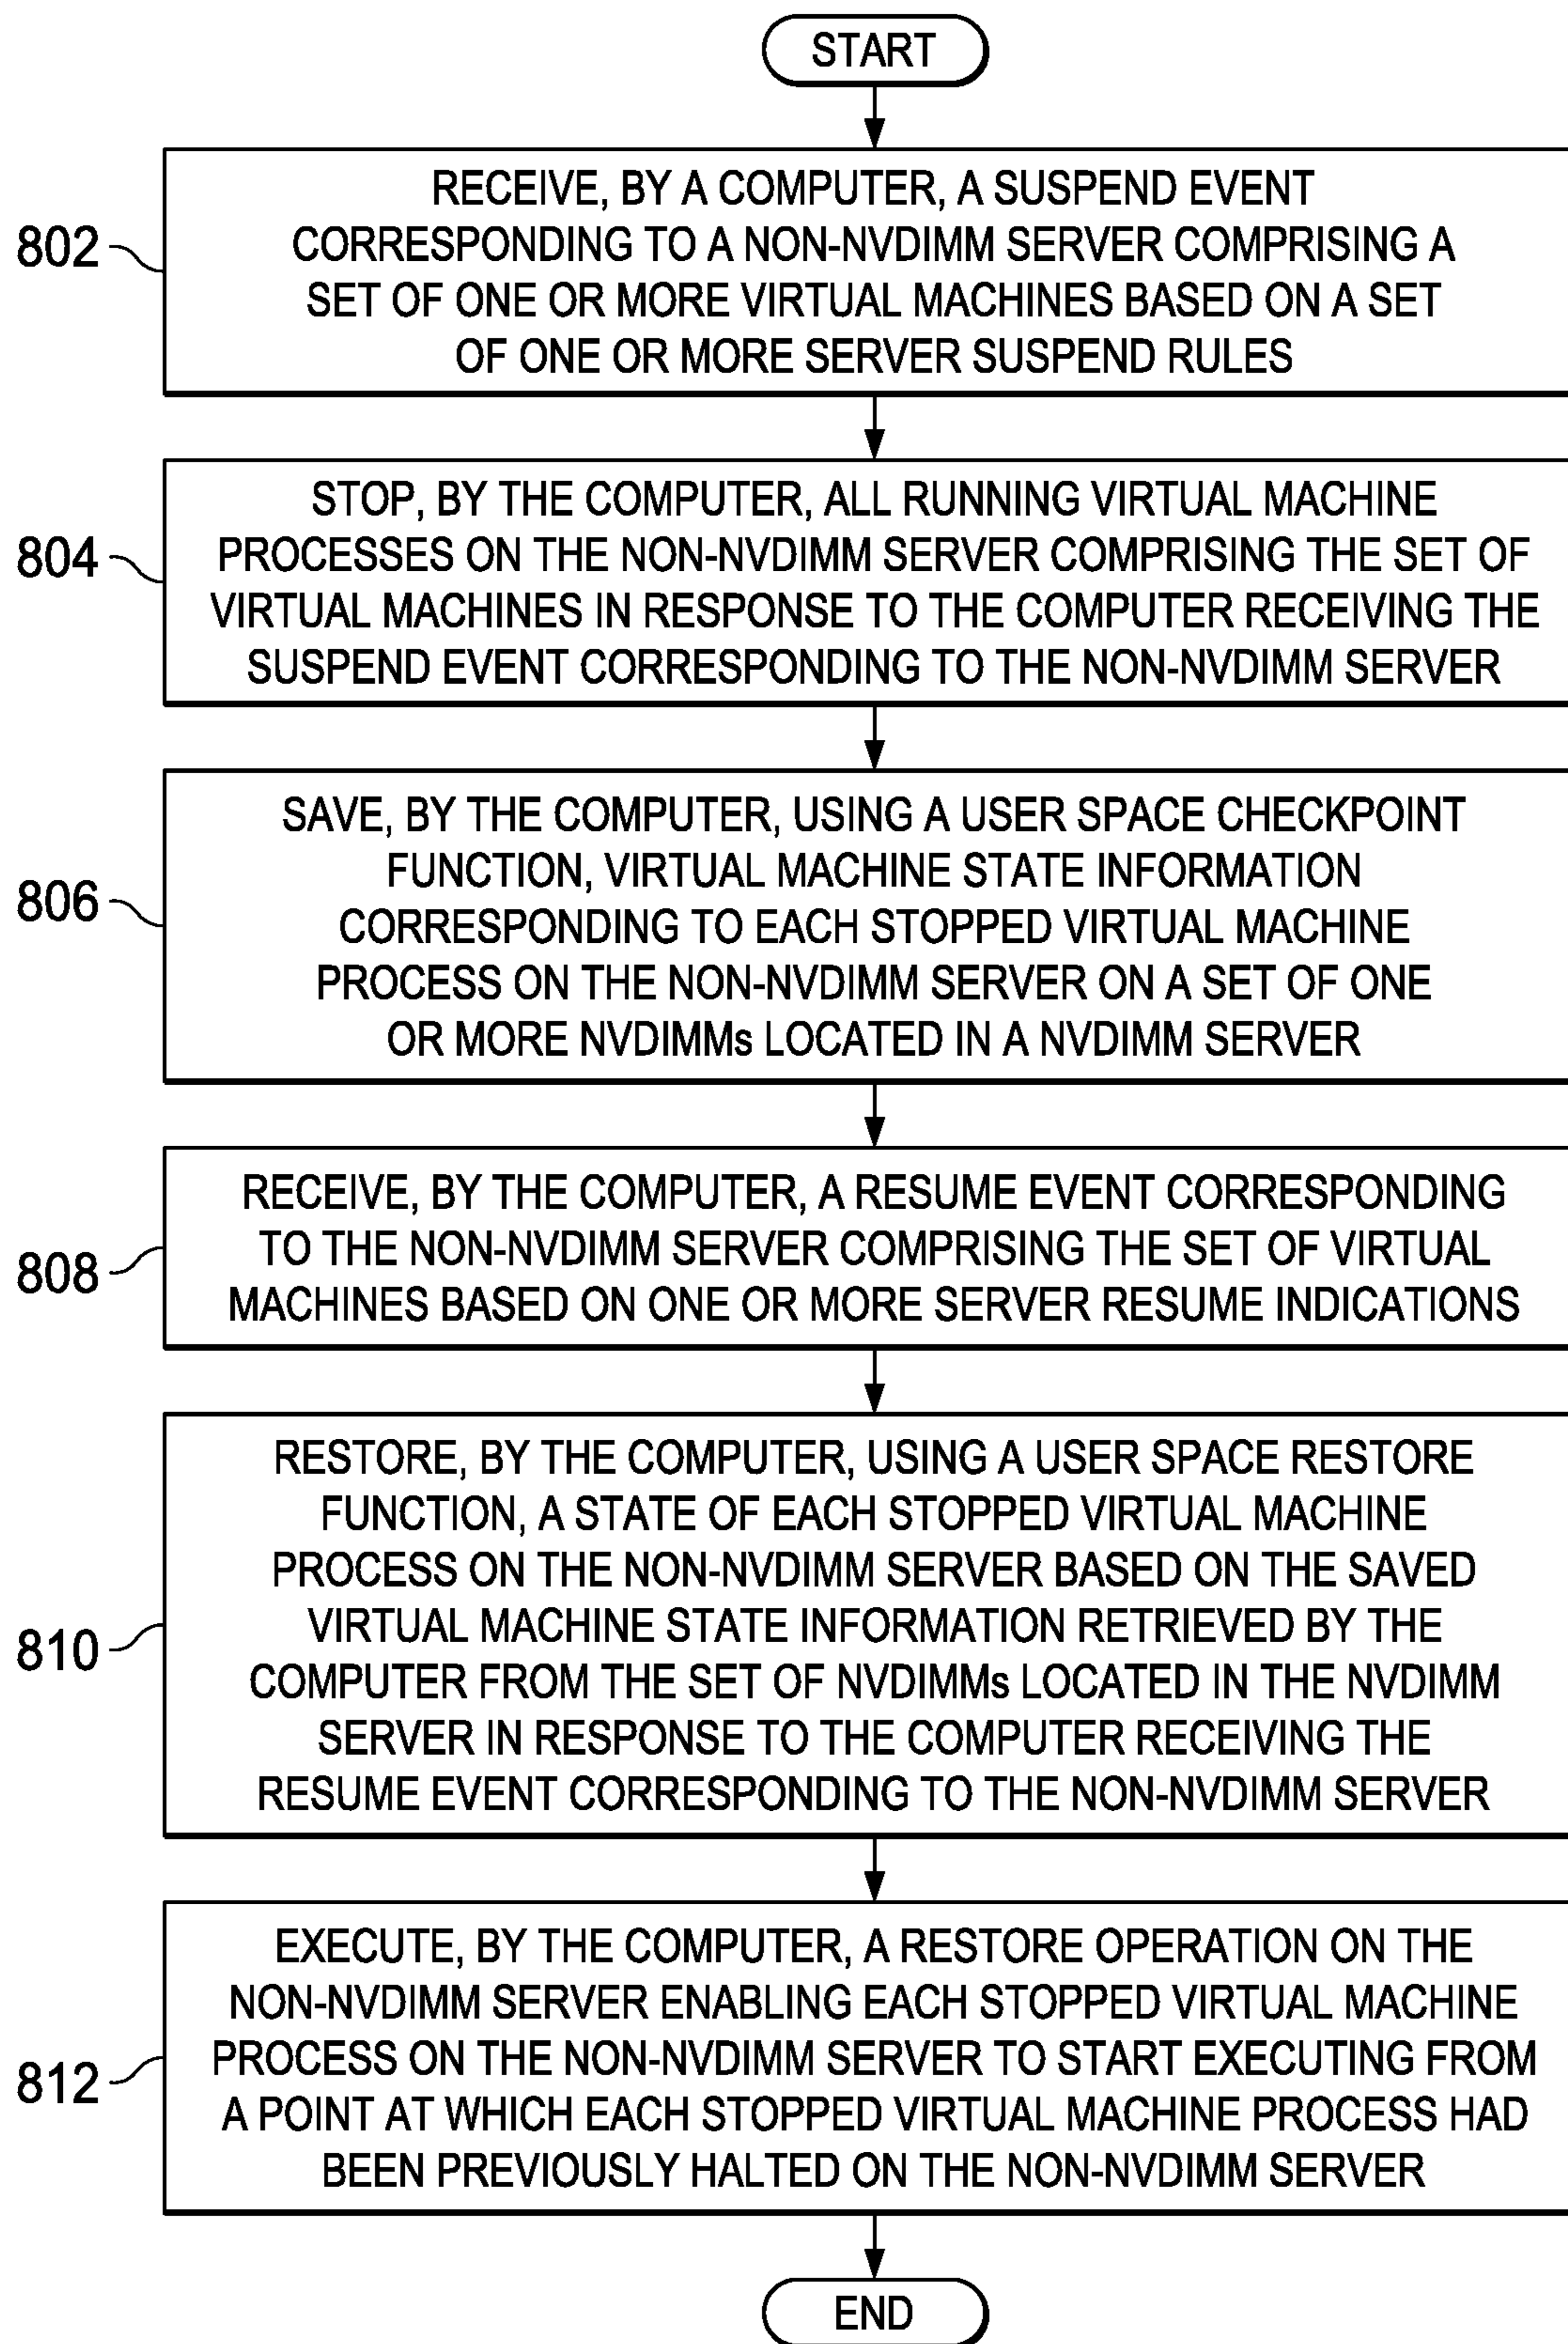 START
RECEIVE, BY A COMPUTER, A SUSPEND EVENT
CORRESPONDING TO A NON-NVDIMM SERVER COMPRISING A
SET OF ONE OR MORE VIRTUAL MACHINES BASED ON A SET
OF ONE OR MORE SERVER SUSPEND RULES
802
STOP, BY THE COMPUTER, ALL RUNNING VIRTUAL MACHINE
PROCESSES ON THE NON-NVDIMM SERVER COMPRISING THE SET OF
VIRTUAL MACHINES IN RESPONSE TO THE COMPUTER RECEIVING THE
SUSPEND EVENT CORRESPONDING TO THE NON-NVDIMM SERVER
804
SAVE, BY THE COMPUTER, USING A USER SPACE CHECKPOINT
FUNCTION, VIRTUAL MACHINE STATE INFORMATION
CORRESPONDING TO EACH STOPPED VIRTUAL MACHINE
PROCESS ON THE NON-NVDIMM SERVER ON A SET OF ONE
OR MORE NVDIMMs LOCATED IN A NVDIMM SERVER
806
RECEIVE, BY THE COMPUTER, A RESUME EVENT CORRESPONDING
TO THE NON-NVDIMM SERVER COMPRISING THE SET OF VIRTUAL
MACHINES BASED ON ONE OR MORE SERVER RESUME INDICATIONS
808
RESTORE, BY THE COMPUTER, USING A USER SPACE RESTORE
FUNCTION, A STATE OF EACH STOPPED VIRTUAL MACHINE
PROCESS ON THE NON-NVDIMM SERVER BASED ON THE SAVED
VIRTUAL MACHINE STATE INFORMATION RETRIEVED BY THE
COMPUTER FROM THE SET OF NVDIMMs LOCATED IN THE NVDIMM
SERVER IN RESPONSE TO THE COMPUTER RECEIVING THE
RESUME EVENT CORRESPONDING TO THE NON-NVDIMM SERVER
810
EXECUTE, BY THE COMPUTER, A RESTORE OPERATION ON THE
NON-NVDIMM SERVER ENABLING EACH STOPPED VIRTUAL MACHINE
PROCESS ON THE NON-NVDIMM SERVER TO START EXECUTING FROM
A POINT AT WHICH EACH STOPPED VIRTUAL MACHINE PROCESS HAD
BEEN PREVIOUSLY HALTED ON THE NON-NVDIMM SERVER
812
END